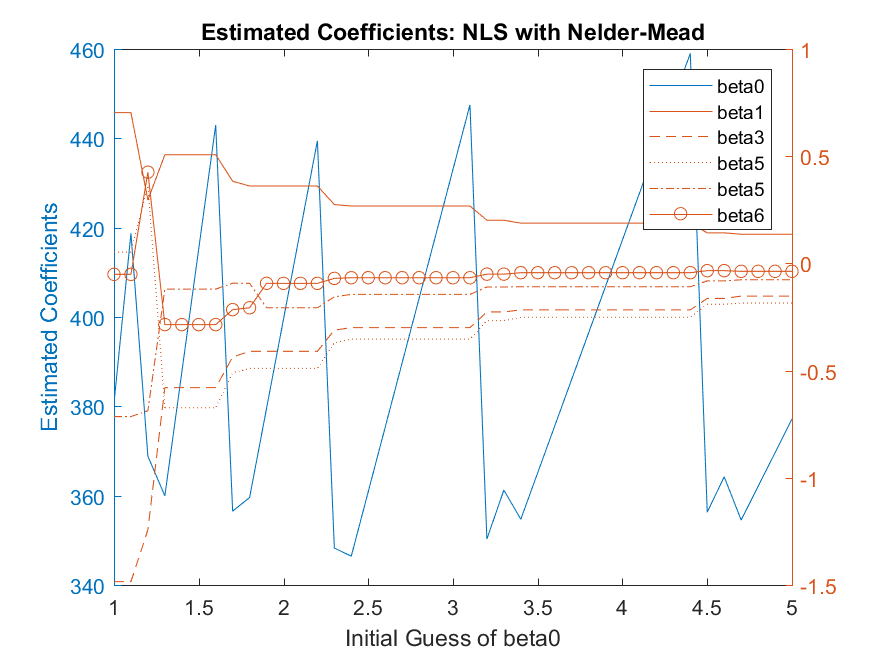 Estimated Coefficients: NLS with Nelder-Mead
460
440
420
400
380
360
340
Estimated Coefficients
1
0.5
0
-0.5
-1
-1.5
beta0
beta1
beta3
beta5
beta5
beta6
1 1.5 2 2.5 3 3.5 4 4.5 5
Initial Guess of beta0